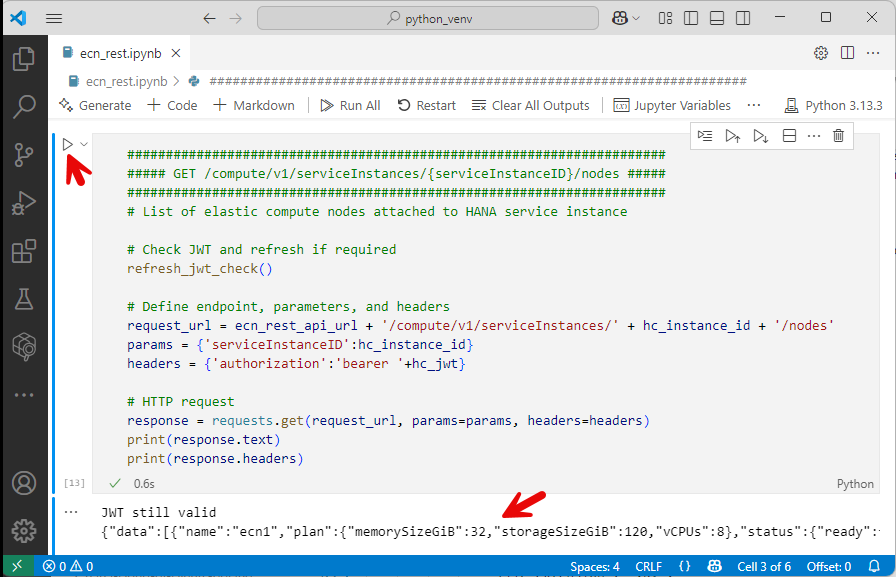 python_venv
ecn_rest.ipynb
ecn_rest.ipynb > ######################################################################
Generate + Code + Markdown Run All Restart Clear All Outputs Jupyter Variables ... Python 3.13.3
######################################################################
##### GET /compute/v1/serviceInstances/{serviceInstanceID}/nodes #####
######################################################################
# List of elastic compute nodes attached to HANA service instance
# Check JWT and refresh if required
refresh_jwt_check()
# Define endpoint, parameters, and headers
request_url = ecn_rest_api_url + '/compute/v1/serviceInstances/' + hc_instance_id + '/nodes'
params = {'serviceInstanceID':hc_instance_id}
headers = {'authorization':'bearer '+hc_jwt}
# HTTP request
response = requests.get(request_url, params=params, headers=headers)
print(response.text)
print(response.headers)
[13] 0.6s Python
JWT still valid
{"data":[{"name":"ecn1","plan":{"memorySizeGiB":32,"storageSizeGiB":120,"vCPUs":8},"status":{"ready":
0 0 Spaces: 4 CRLF {} Cell 3 of 6 Offset: 0